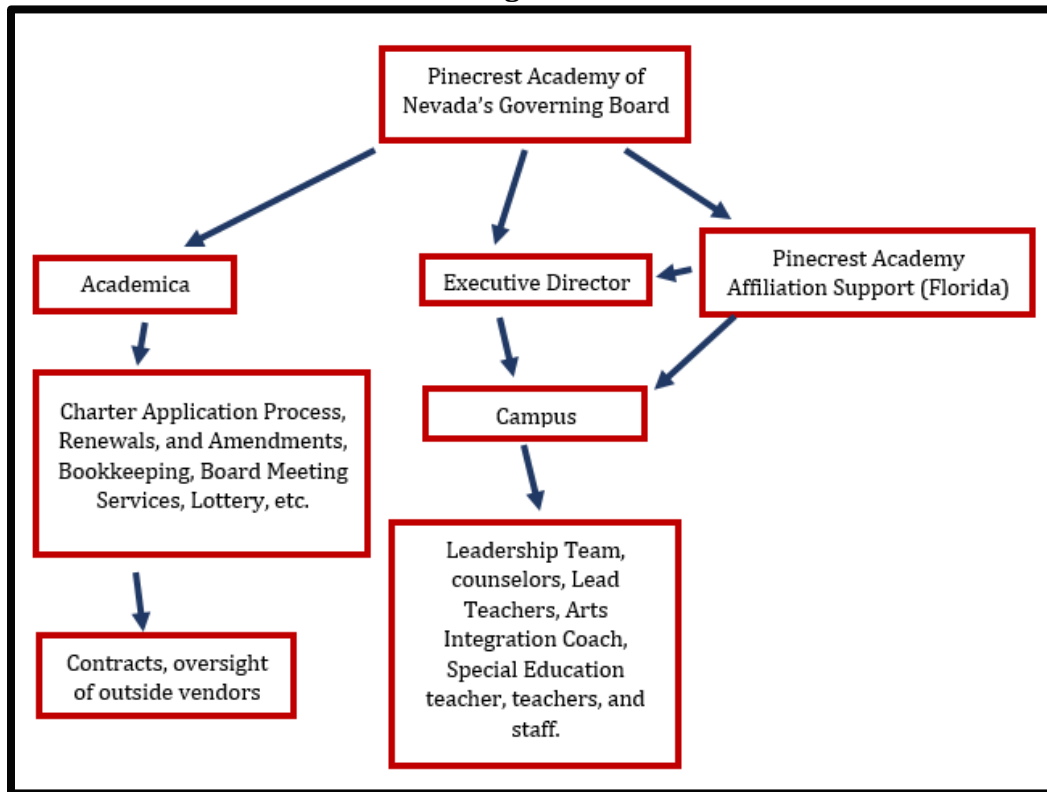 Pinecrest Academy of
Nevada's Governing Board
Academica
Executive Director
Pinecrest Academy
Affiliation Support (Florida)
Charter Application Process,
Renewals, and Amendments,
Bookkeeping, Board Meeting
Services, Lottery, etc.
Campus
Leadership Team,
counselors, Lead
Teachers, Arts
Integration Coach,
Special Education
teacher, teachers, and
staff.
Contracts, oversight
of outside vendors